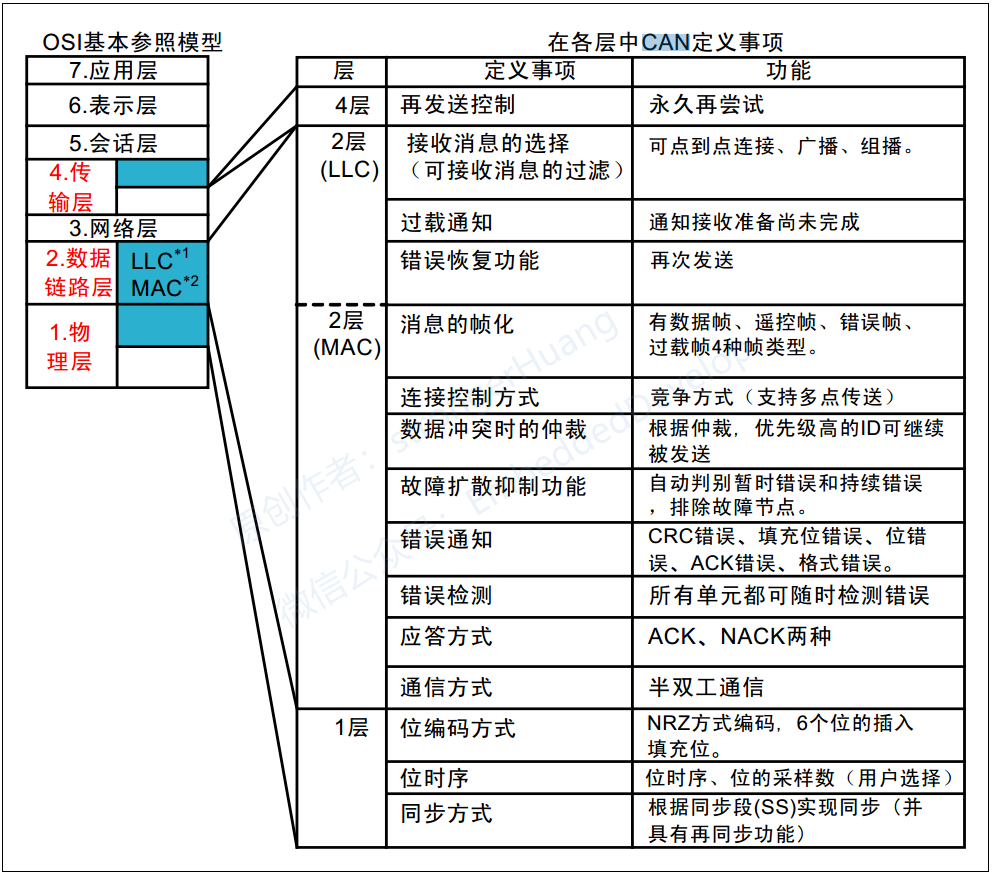 OSI基本参照模型
7.应用层
6.表示层
5.会话层
4.传
输层
3.网络层
2.数据
链路层
LLC*1
MAC*2
1.物
理层
在各层中CAN定义事项
层 定义事项 功能
4层 再发送控制 永久再尝试
2层
(LLC)
接收消息的选择
（可接收消息的过滤）
可点到点连接、广播、组播。
过载通知 通知接收准备尚未完成
错误恢复功能 再次发送
2层
(MAC)
消息的帧化
有数据帧、遥控帧、错误帧、
过载帧4种帧类型。
连接控制方式 竞争方式（支持多点传送）
数据冲突时的仲裁
根据仲裁，优先级高的ID可继续
被发送
故障扩散抑制功能
自动判别暂时错误和持续错误
，排除故障节点。
错误通知
CRC错误、填充位错误、位错
误、ACK错误、格式错误。
错误检测 所有单元都可随时检测错误
应答方式 ACK、NACK两种
通信方式 半双工通信
1层
位编码方式
NRZ方式编码，6个位的插入
填充位。
位时序 位时序、位的采样数（用户选择）
同步方式
根据同步段(SS)实现同步（并
具有再同步功能）
原创作者：
微信公众号：